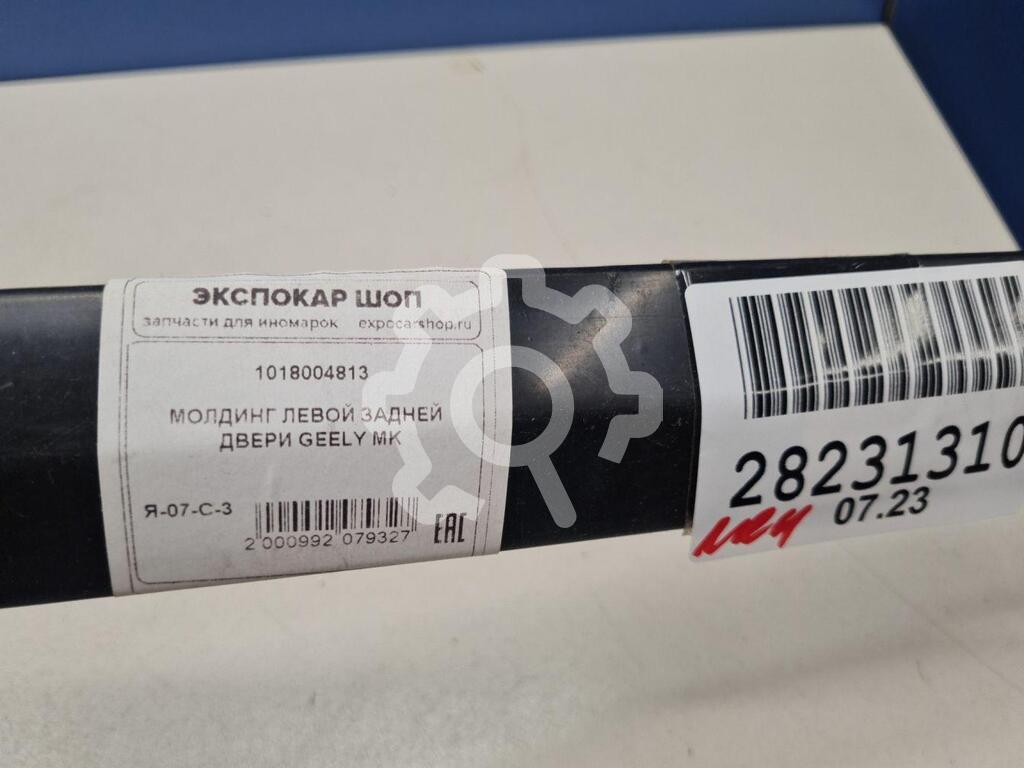 ЭКСПОКАР ШОП
запчасти для иномарок expocarshop.ru
1018004813
МОЛДИНГ ЛЕВОЙ ЗАДНЕЙ
ДВЕРИ GEELY MK
Я-07-С-3
2 000992 079327
EAC
28231310
07.23